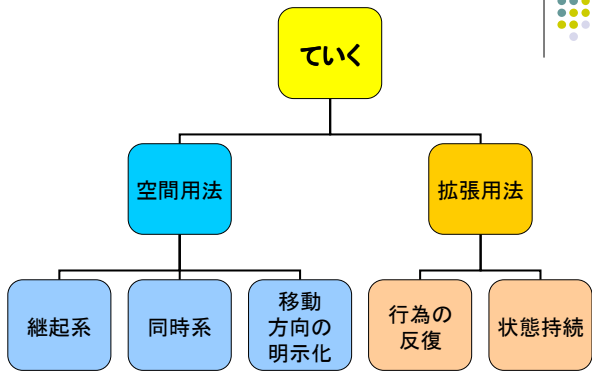 ていく
空間用法
拡張用法
継起系
同時系
移動
方向の
明示化
行為の
反復
状態持続